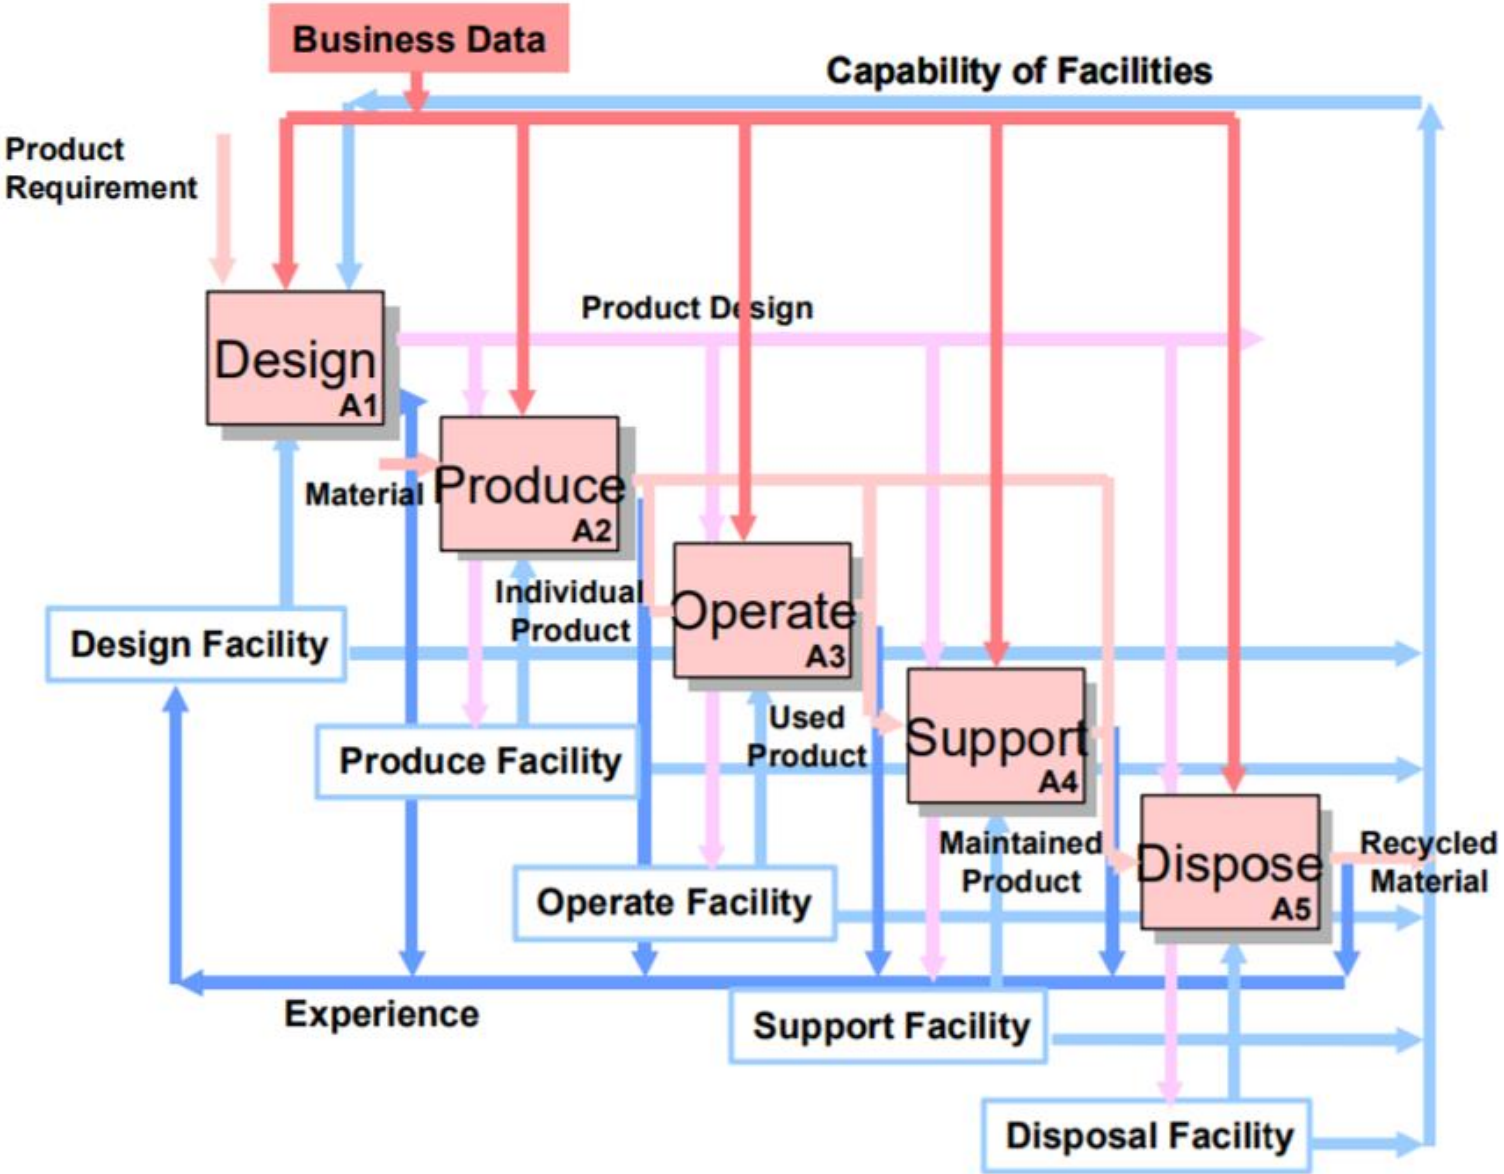 Business Data
Capability of Facilities
Product
Requirement
Product Design
Design
A1
Material
Produce
A2
Individual
Product
Operate
A3
Design Facility
Used
Product
Support
A4
Produce Facility
Maintained
Product
Dispose
A5
Recycled
Material
Operate Facility
Experience
Support Facility
Disposal Facility